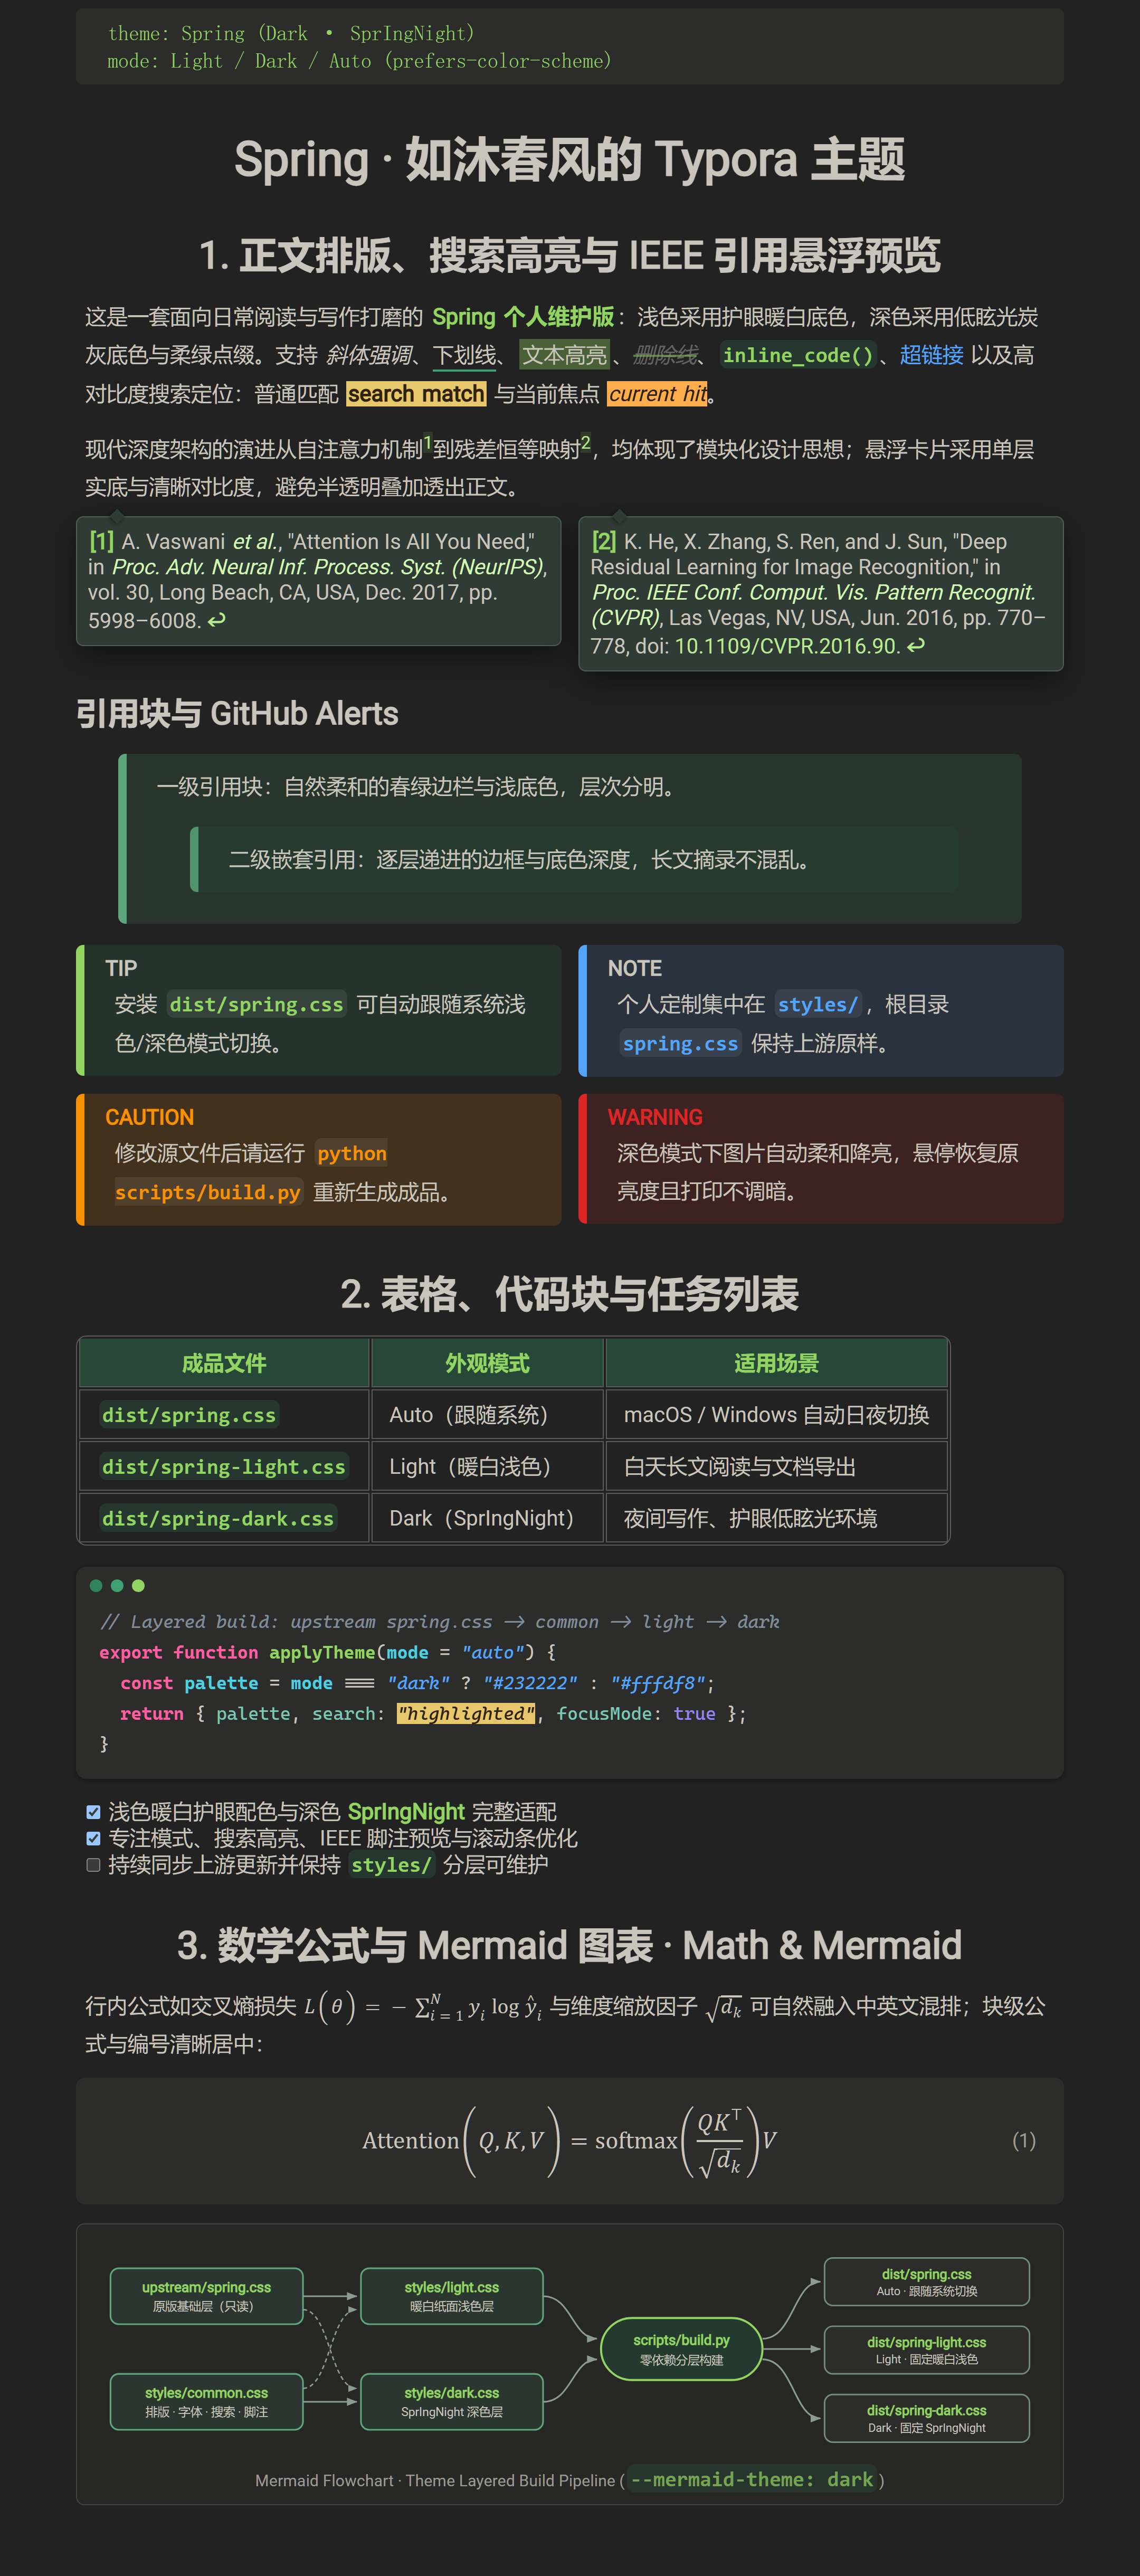 theme: Spring (Dark • SprIngNight)
mode: Light / Dark / Auto (prefers-color-scheme)
Spring · 如沐春风的 Typora 主题
1. 正文排版、搜索高亮与 IEEE 引用悬浮预览
这是一套面向日常阅读与写作打磨的 Spring 个人维护版：浅色采用护眼暖白底色，深色采用低眩光炭
灰底色与柔绿点缀。支持 斜体强调、下划线、文本高亮、删除线、inline_code()、超链接 以及高
对比度搜索定位：普通匹配 search match 与当前焦点 current hit。
现代深度架构的演进从自注意力机制1到残差恒等映射2，均体现了模块化设计思想；悬浮卡片采用单层
实底与清晰对比度，避免半透明叠加透出正文。
[1] A. Vaswani et al., "Attention Is All You Need,"
in Proc. Adv. Neural Inf. Process. Syst. (NeurIPS),
vol. 30, Long Beach, CA, USA, Dec. 2017, pp.
5998–6008. ↩
[2] K. He, X. Zhang, S. Ren, and J. Sun, "Deep
Residual Learning for Image Recognition," in
Proc. IEEE Conf. Comput. Vis. Pattern Recognit.
(CVPR), Las Vegas, NV, USA, Jun. 2016, pp. 770–
778, doi: 10.1109/CVPR.2016.90. ↩
引用块与 GitHub Alerts
一级引用块：自然柔和的春绿边栏与浅底色，层次分明。
二级嵌套引用：逐层递进的边框与底色深度，长文摘录不混乱。
TIP
安装 dist/spring.css 可自动跟随系统浅
色/深色模式切换。
NOTE
个人定制集中在 styles/，根目录
spring.css 保持上游原样。
CAUTION
修改源文件后请运行 python
scripts/build.py 重新生成成品。
WARNING
深色模式下图片自动柔和降亮，悬停恢复原
亮度且打印不调暗。
2. 表格、代码块与任务列表
成品文件 外观模式 适用场景
dist/spring.css Auto（跟随系统） macOS / Windows 自动日夜切换
dist/spring-light.css Light（暖白浅色） 白天长文阅读与文档导出
dist/spring-dark.css Dark（SprIngNight） 夜间写作、护眼低眩光环境
// Layered build: upstream spring.css -> common -> light -> dark
export function applyTheme(mode = "auto") {
const palette = mode === "dark" ? "#232222" : "#fffdf8";
return { palette, search: "highlighted", focusMode: true };
}
浅色暖白护眼配色与深色 SprIngNight 完整适配
专注模式、搜索高亮、IEEE 脚注预览与滚动条优化
持续同步上游更新并保持 styles/ 分层可维护
3. 数学公式与 Mermaid 图表 · Math & Mermaid
行内公式如交叉熵损失 L(θ) = − ∑_{i=1}^{N} y_i log ŷ_i 与维度缩放因子 √d_k 可自然融入中英文混排；块级公
式与编号清晰居中：
Attention(Q, K, V) = softmax(QK^⊤ / √d_k)V (1)
upstream/spring.css
原版基础层（只读）
styles/common.css
排版 · 字体 · 搜索 · 脚注
styles/light.css
暖白纸面浅色层
styles/dark.css
SprIngNight 深色层
scripts/build.py
零依赖分层构建
dist/spring.css
Auto · 跟随系统切换
dist/spring-light.css
Light · 固定暖白浅色
dist/spring-dark.css
Dark · 固定 SprIngNight
Mermaid Flowchart · Theme Layered Build Pipeline (--mermaid-theme: dark)